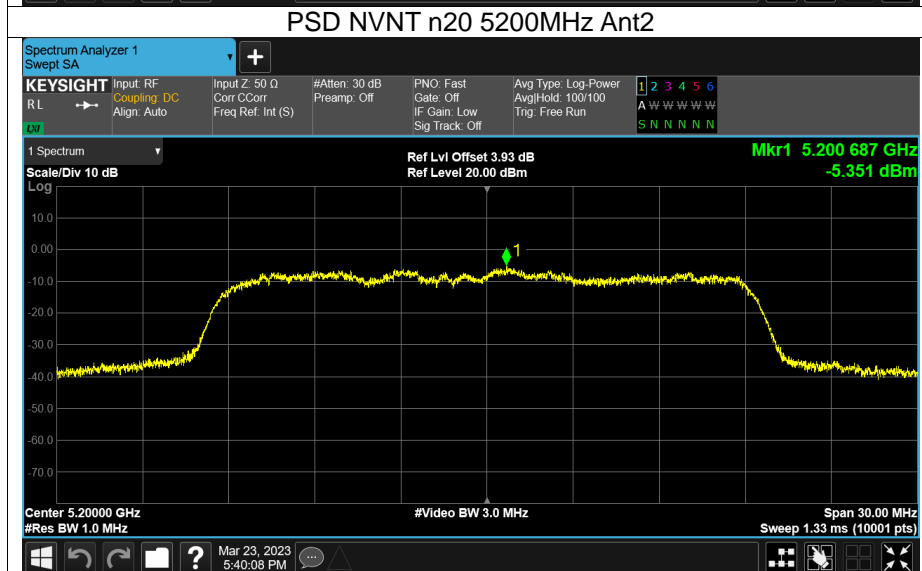 PSD NVNT n20 5200MHz Ant2
Spectrum Analyzer 1
Swept SA
+
KEYSIGHT
RL
LXI
Input: RF
Coupling: DC
Align: Auto
Input Z: 50 Ω
Corr CCorr
Freq Ref: Int (S)
#Atten: 30 dB
Preamp: Off
PNO: Fast
Gate: Off
IF Gain: Low
Sig Track: Off
Avg Type: Log-Power
Avg|Hold: 100/100
Trig: Free Run
1 2 3 4 5 6
A W W W W W
S N N N N N
1 Spectrum
Scale/Div 10 dB
Log
Ref Lvl Offset 3.93 dB
Ref Level 20.00 dBm
Mkr1 5.200 687 GHz
-5.351 dBm
10.0
0.00
-10.0
-20.0
-30.0
-40.0
-50.0
-60.0
-70.0
1
Center 5.20000 GHz
#Res BW 1.0 MHz
#Video BW 3.0 MHz
Span 30.00 MHz
Sweep 1.33 ms (10001 pts)
?
Mar 23, 2023
5:40:08 PM